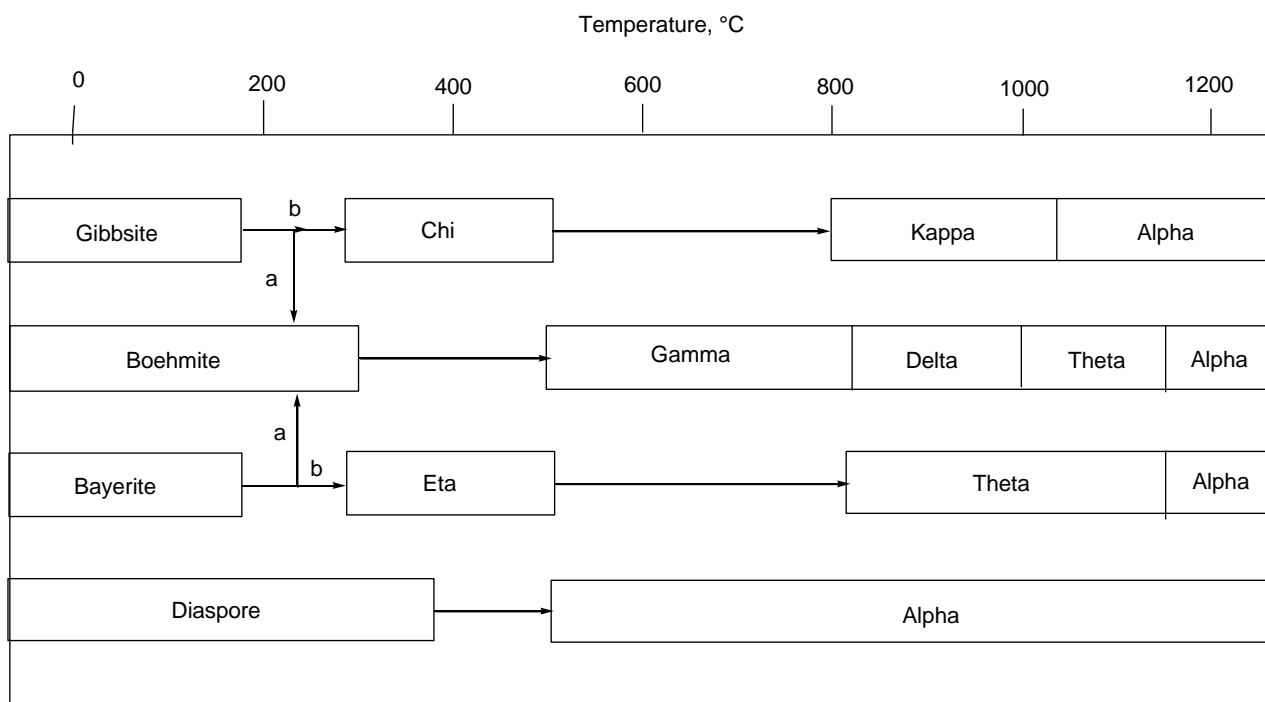 Temperature, °C
0 200 400 600 800 1000 1200
Gibbsite b Chi Kappa Alpha
a
Boehmite Gamma Delta Theta Alpha
a
Bayerite b Eta Theta Alpha
Diaspore Alpha